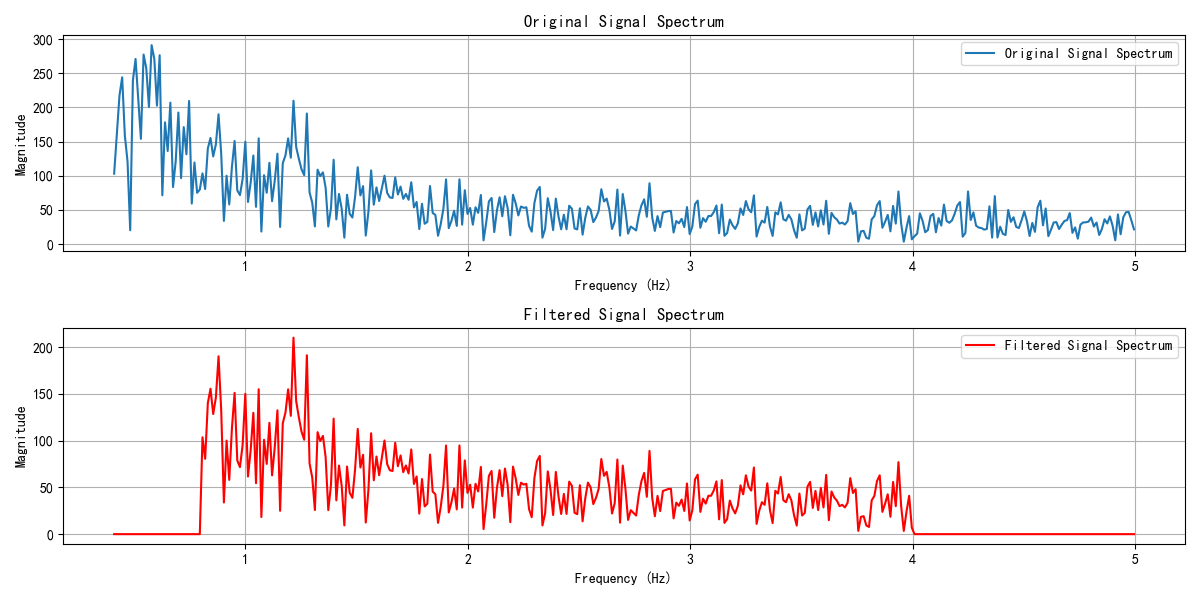 Original Signal Spectrum
300
250
200
150
100
50
0
Magnitude
Original Signal Spectrum
1
2
3
4
5
Frequency (Hz)
Filtered Signal Spectrum
200
150
100
50
0
Magnitude
Filtered Signal Spectrum
1
2
3
4
5
Frequency (Hz)